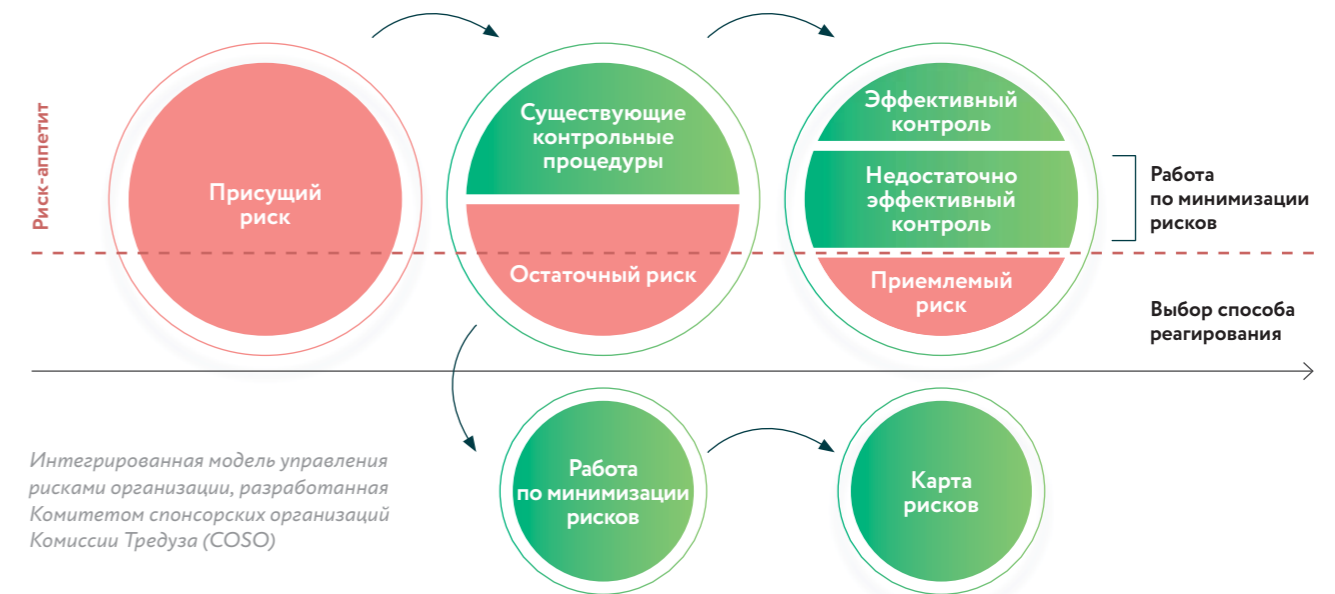 Риск-аппетит
Присущий
риск
Существующие
контрольные
процедуры
Остаточный риск
Эффективный
контроль
Недостаточно
эффективный
контроль
Приемлемый
риск
Работа
по минимизации
рисков
Выбор способа
реагирования
Интегрированная модель управления
рисками организации, разработанная
Комитетом спонсорских организаций
Комиссии Тредуэа (COSO)
Работа
по минимизации
рисков
Карта
рисков